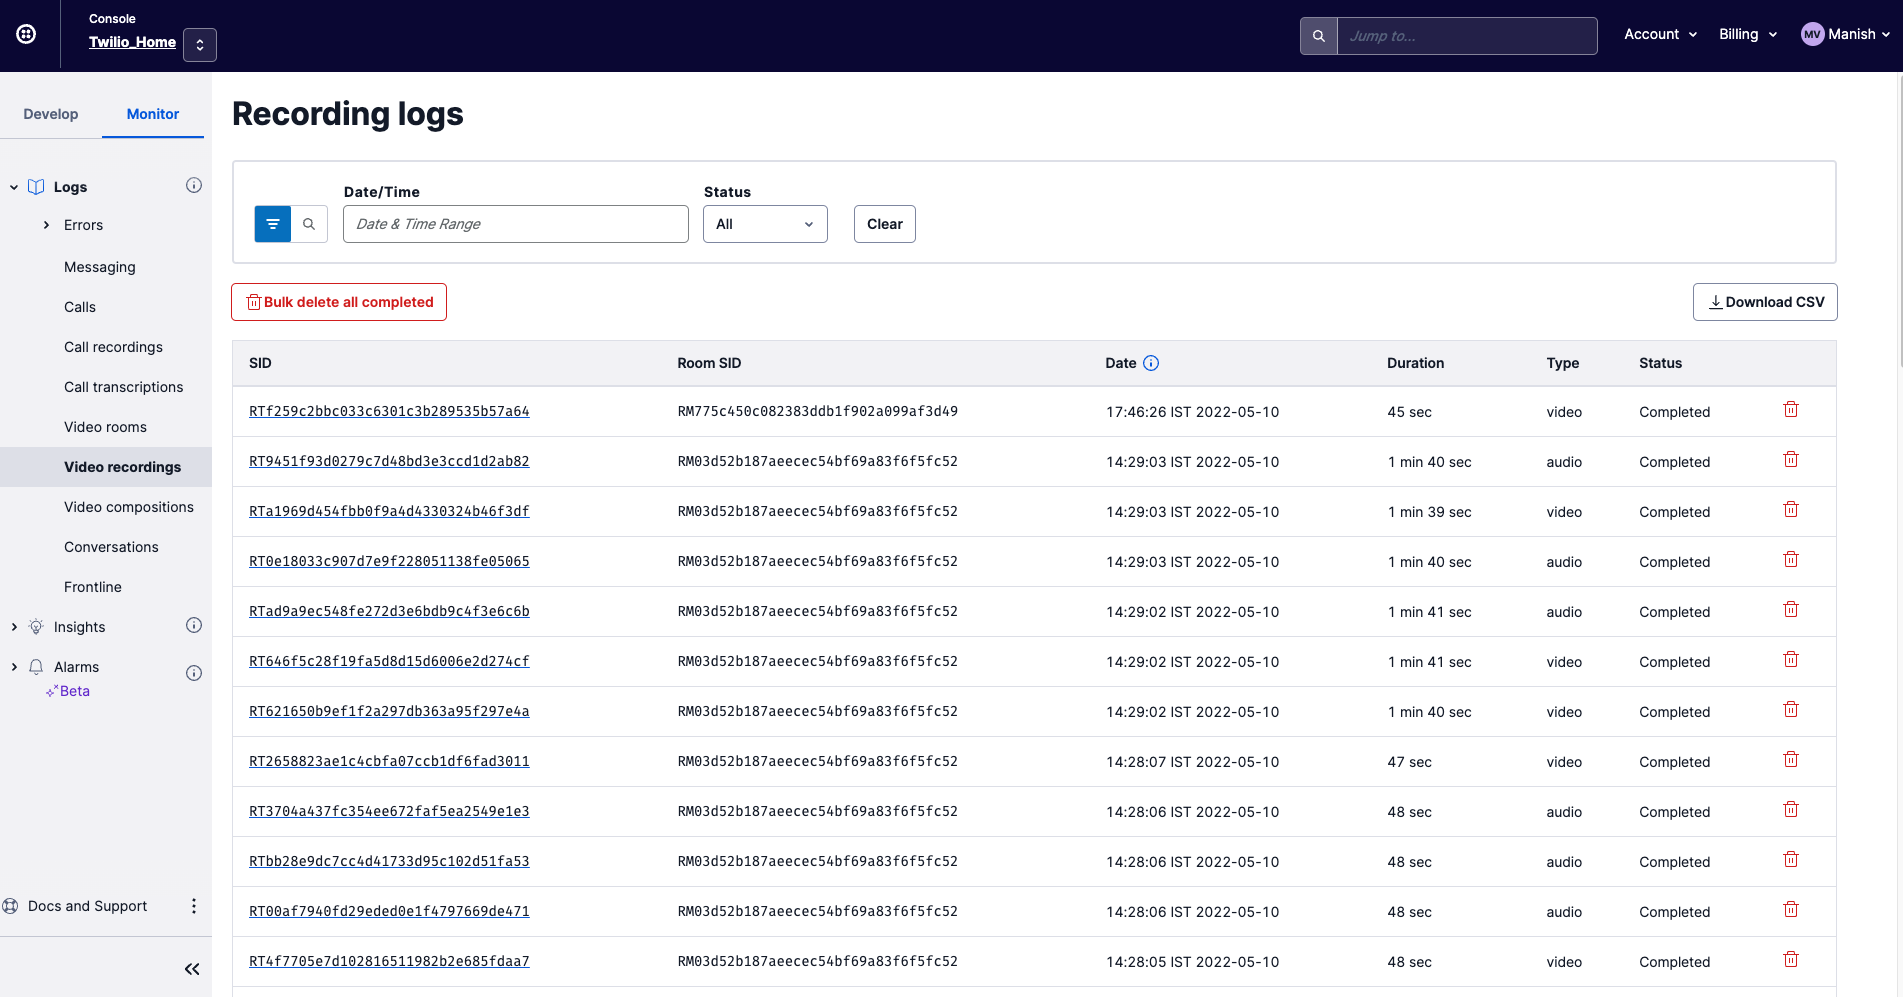 Console
Twilio_Home
Jump to...
Account
Billing
MV Manish
Develop
Monitor
Logs
Errors
Messaging
Calls
Call recordings
Call transcriptions
Video rooms
Video recordings
Video compositions
Conversations
Frontline
Insights
Alarms
Beta
Docs and Support
Recording logs
Date/Time
Status
Date & Time Range
All
Clear
Bulk delete all completed
Download CSV
SID Room SID Date Duration Type Status
RTf259c2bbc033c6301c3b289535b57a64 RM775c450c082383ddb1f902a099af3d49 17:46:26 IST 2022-05-10 45 sec video Completed
RT9451f93d0279c7d48bd3e3ccd1d2ab82 RM03d52b187aeecec54bf69a83f6f5fc52 14:29:03 IST 2022-05-10 1 min 40 sec audio Completed
RTa1969d454fbb0f9a4d4330324b46f3df RM03d52b187aeecec54bf69a83f6f5fc52 14:29:03 IST 2022-05-10 1 min 39 sec video Completed
RT0e18033c907d7e9f228051138fe05065 RM03d52b187aeecec54bf69a83f6f5fc52 14:29:03 IST 2022-05-10 1 min 40 sec audio Completed
RTad9a9ec548fe272d3e6bdb9c4f3e6c6b RM03d52b187aeecec54bf69a83f6f5fc52 14:29:02 IST 2022-05-10 1 min 41 sec audio Completed
RT646f5c28f19fa5d8d15d6006e2d274cf RM03d52b187aeecec54bf69a83f6f5fc52 14:29:02 IST 2022-05-10 1 min 41 sec video Completed
RT621650b9ef1f2a297db363a95f297e4a RM03d52b187aeecec54bf69a83f6f5fc52 14:29:02 IST 2022-05-10 1 min 40 sec video Completed
RT2658823ae1c4cbfa07ccb1df6fad3011 RM03d52b187aeecec54bf69a83f6f5fc52 14:28:07 IST 2022-05-10 47 sec video Completed
RT3704a437fc354ee672faf5ea2549e1e3 RM03d52b187aeecec54bf69a83f6f5fc52 14:28:06 IST 2022-05-10 48 sec audio Completed
RTbb28e9dc7cc4d41733d95c102d51fa53 RM03d52b187aeecec54bf69a83f6f5fc52 14:28:06 IST 2022-05-10 48 sec audio Completed
RT00af7940fd29eded0e1f4797669de471 RM03d52b187aeecec54bf69a83f6f5fc52 14:28:06 IST 2022-05-10 48 sec audio Completed
RT4f7705e7d102816511982b2e685fdaa7 RM03d52b187aeecec54bf69a83f6f5fc52 14:28:05 IST 2022-05-10 48 sec video Completed